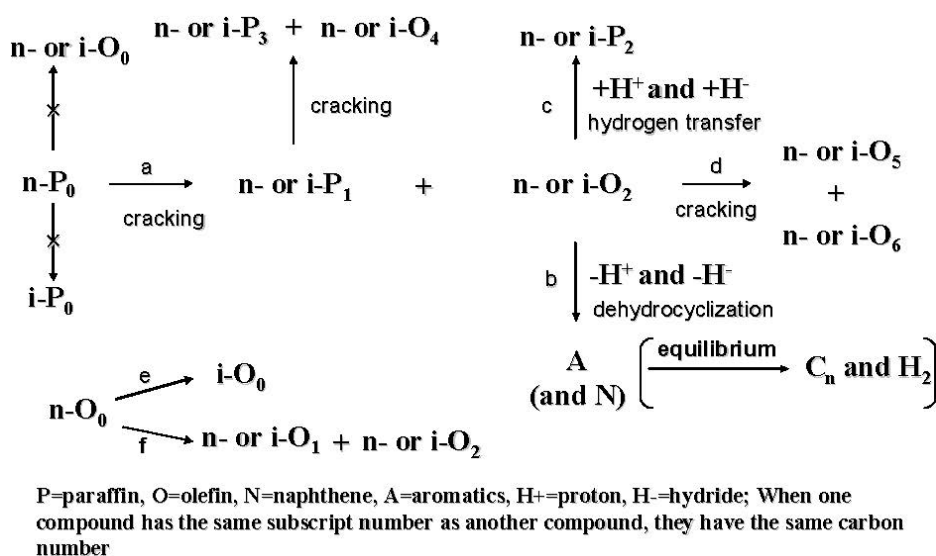 n- or i-P3 + n- or i-O4
n- or i-P2
n- or i-O0
+H+ and +H-
cracking
c
hydrogen transfer
n- or i-O5
a
d
n-P0
n- or i-P1
+
n- or i-O2
+
cracking
cracking
n- or i-O6
b
-H+ and -H-
i-P0
dehydrocyclization
equilibrium
e
i-O0
A
Cn and H2
(and N)
n-O0
f
n- or i-O1 + n- or i-O2
P=paraffin, O=olefin, N=naphthene, A=aromatics, H+=proton, H-=hydride; When one
compound has the same subscript number as another compound, they have the same carbon
number